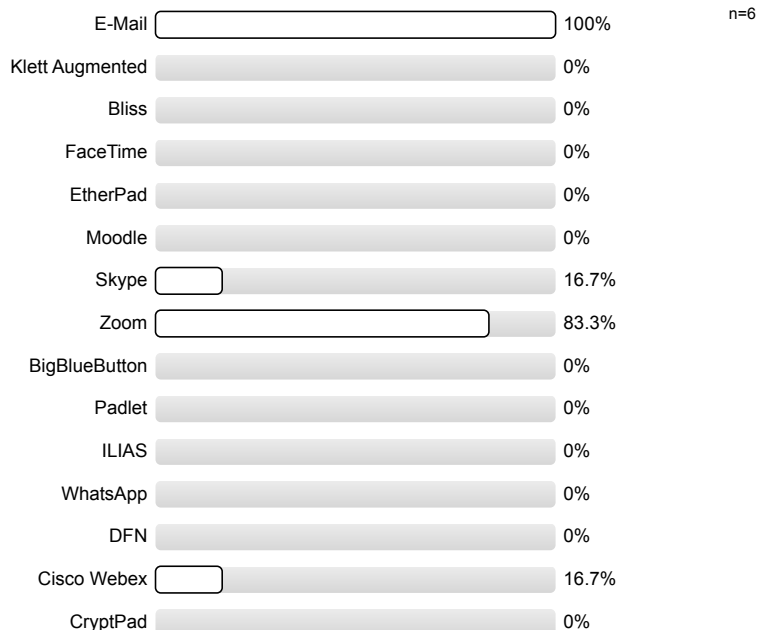 E-Mail 100% n=6
Klett Augmented 0%
Bliss 0%
FaceTime 0%
EtherPad 0%
Moodle 0%
Skype 16.7%
Zoom 83.3%
BigBlueButton 0%
Padlet 0%
ILIAS 0%
WhatsApp 0%
DFN 0%
Cisco Webex 16.7%
CryptPad 0%